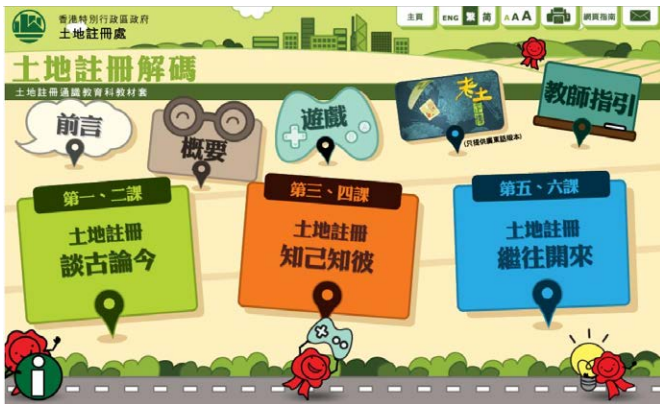 香港特別行政區政府
土地註冊處
主頁
ENG 繁 简
A A A
網頁指南
土地註冊解碼
土地註冊通識教育科教材套
前言
概要
遊戲
老土
(只提供廣東話版本)
教師指引
第一、二課
土地註冊
談古論今
第三、四課
土地註冊
知己知彼
第五、六課
土地註冊
繼往開來
i